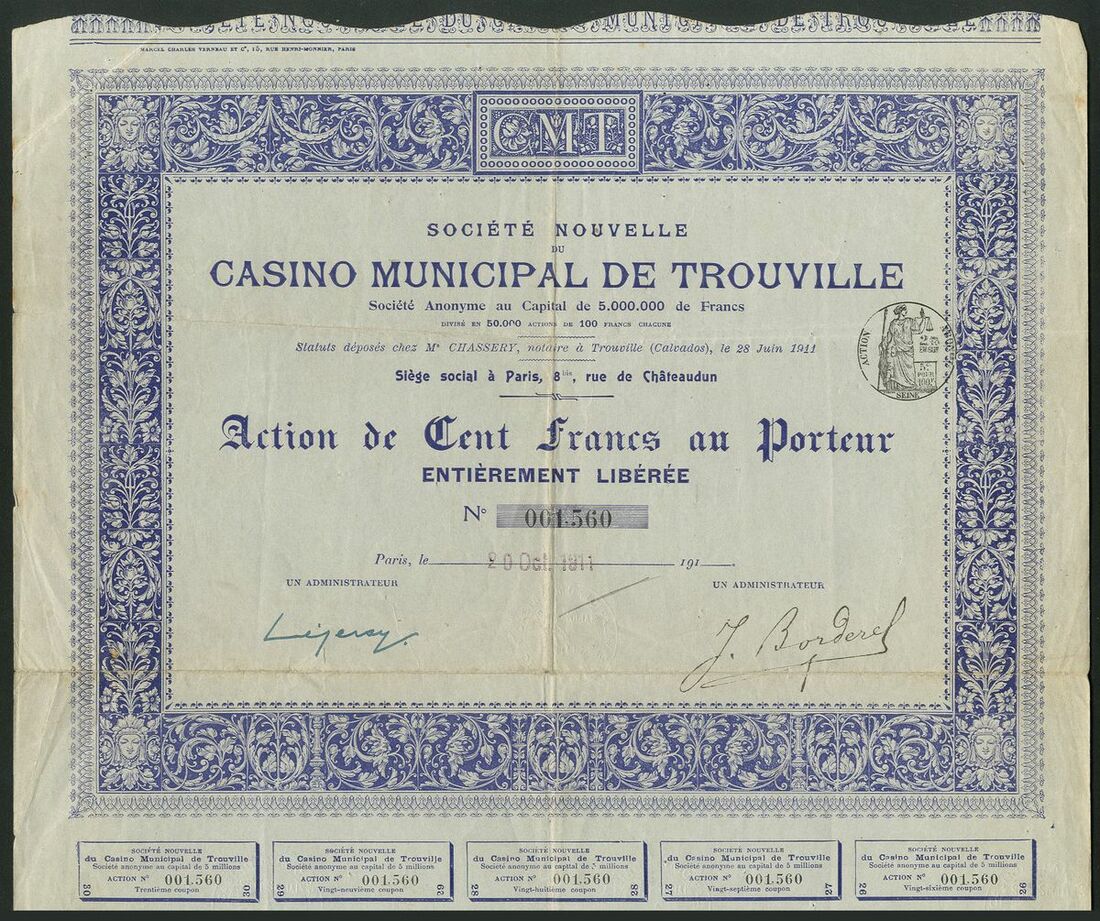 MARCEL CHARLES VERNEAU ET Cie, 15, RUE HENRI-MONNIER, PARIS
CMT
SOCIÉTÉ NOUVELLE
DU
CASINO MUNICIPAL DE TROUVILLE
Société Anonyme au Capital de 5.000.000 de Francs
DIVISÉ EN 50.000 ACTIONS DE 100 FRANCS CHACUNE
Statuts déposés chez Me CHASSERY, notaire à Trouville (Calvados), le 28 Juin 1911
Siège social à Paris, 8bis, rue de Châteaudun
ACTION
SEINE
Action de Cent Francs au Porteur
ENTIÈREMENT LIBÉRÉE
No 001.560
Paris, le 20 Oct. 1911 191
UN ADMINISTRATEUR UN ADMINISTRATEUR
J. Borderel
SOCIÉTÉ NOUVELLE
du Casino Municipal de Trouville
Société anonyme au capital de 5 millions
ACTION No 001.560
30 Trentième coupon 30
SOCIÉTÉ NOUVELLE
du Casino Municipal de Trouville
Société anonyme au capital de 5 millions
ACTION No 001.560
29 Vingt-neuvième coupon 29
SOCIÉTÉ NOUVELLE
du Casino Municipal de Trouville
Société anonyme au capital de 5 millions
ACTION No 001.560
28 Vingt-huitième coupon 28
SOCIÉTÉ NOUVELLE
du Casino Municipal de Trouville
Société anonyme au capital de 5 millions
ACTION No 001.560
27 Vingt-septième coupon 27
SOCIÉTÉ NOUVELLE
du Casino Municipal de Trouville
Société anonyme au capital de 5 millions
ACTION No 001.560
26 Vingt-sixième coupon 26